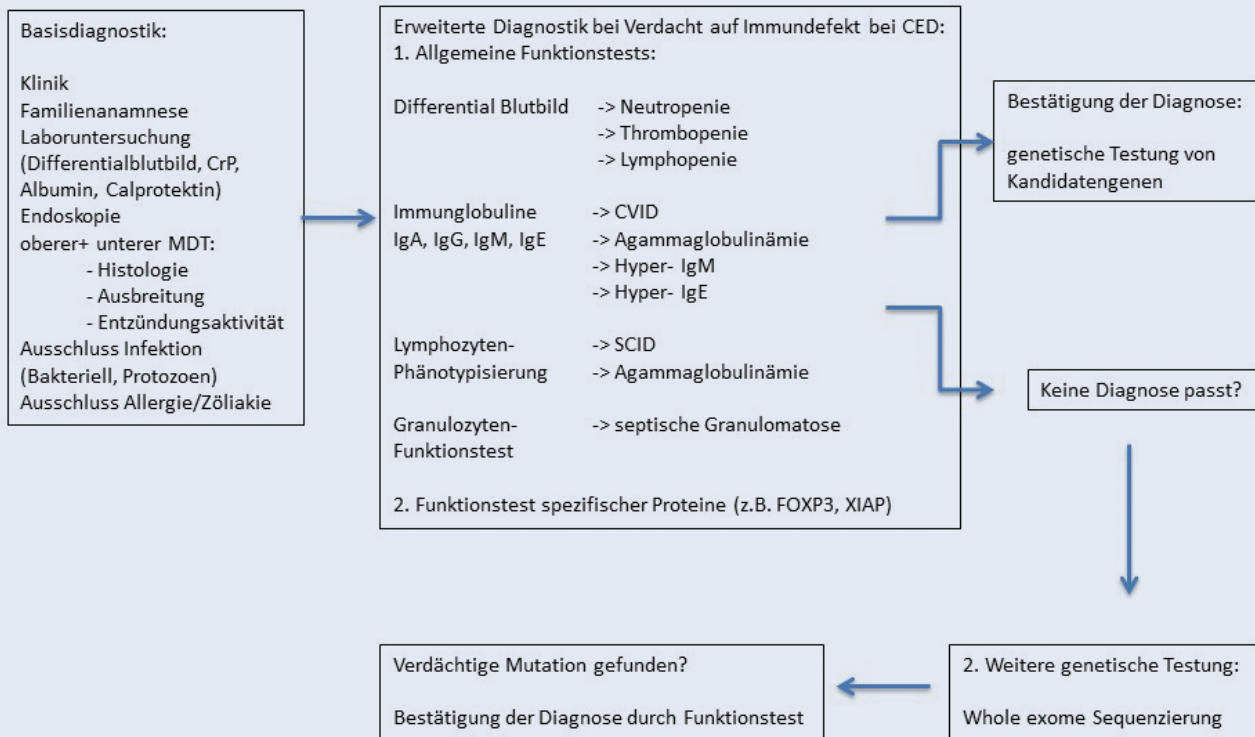 Basisdiagnostik:
Klinik
Familienanamnese
Laboruntersuchung
(Differentialblutbild, CrP,
Albumin, Calprotektin)
Endoskopie
oberer+ unterer MDT:
- Histologie
- Ausbreitung
- Entzündungsaktivität
Ausschluss Infektion
(Bakteriell, Protozoen)
Ausschluss Allergie/Zöliakie
Erweiterte Diagnostik bei Verdacht auf Immundefekt bei CED:
1. Allgemeine Funktionstests:
Differential Blutbild -> Neutropenie
-> Thrombopenie
-> Lymphopenie
Immunglobuline -> CVID
IgA, IgG, IgM, IgE -> Agammaglobulinämie
-> Hyper- IgM
-> Hyper- IgE
Lymphozyten- -> SCID
Phänotypisierung -> Agammaglobulinämie
Granulozyten- -> septische Granulomatose
Funktionstest
2. Funktionstest spezifischer Proteine (z.B. FOXP3, XIAP)
Bestätigung der Diagnose:
genetische Testung von
Kandidatengenen
Keine Diagnose passt?
2. Weitere genetische Testung:
Whole exome Sequenzierung
Verdächtige Mutation gefunden?
Bestätigung der Diagnose durch Funktionstest